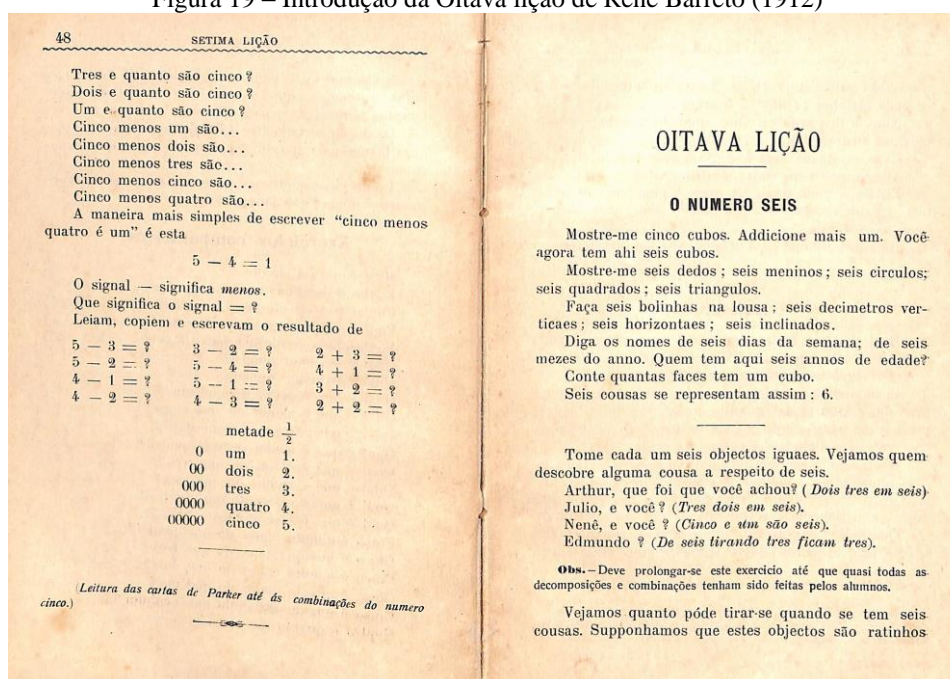 Figura 19 – Introdução da Oitava lição de René Barreto (1912)
48 SETIMA LIÇÃO
Tres e quanto são cinco?
Dois e quanto são cinco?
Um e quanto são cinco?
Cinco menos um são...
Cinco menos dois são...
Cinco menos tres são...
Cinco menos cinco são...
Cinco menos quatro são...
A maneira mais simples de escrever “cinco menos
quatro é um” é esta
5 — 4 = 1
O signal — significa menos.
Que significa o signal = ?
Leiam, copiem e escrevam o resultado de
5 — 3 = ? 3 — 2 = ? 2 + 3 = ?
5 — 2 = ? 5 — 4 = ? 4 + 1 = ?
4 — 1 = ? 5 — 1 = ? 3 + 2 = ?
4 — 2 = ? 4 — 3 = ? 2 + 2 = ?
metade 1/2
0 um 1.
00 dois 2.
000 tres 3.
0000 quatro 4.
00000 cinco 5.
(Leitura das cartas de Parker até ás combinações do numero
cinco.)
OITAVA LIÇÃO
O NUMERO SEIS
Mostre-me cinco cubos. Addicione mais um. Você
agora tem ahi seis cubos.
Mostre-me seis dedos; seis meninos; seis circulos;
seis quadrados; seis triangulos.
Faça seis bolinhas na lousa; seis decimetros ver-
ticaes; seis horizontaes; seis inclinados.
Diga os nomes de seis dias da semana; de seis
mezes do anno. Quem tem aqui seis annos de edade?
Conte quantas faces tem um cubo.
Seis cousas se representam assim: 6.
Tome cada um seis objectos iguaes. Vejamos quem
descobre alguma cousa a respeito de seis.
Arthur, que foi que você achou? (Dois tres em seis)
Julio, e você? (Tres dois em seis).
Nenê, e você? (Cinco e um são seis).
Edmundo? (De seis tirando tres ficam tres).
Obs. — Deve prolongar-se este exercicio até que quasi todas as
decomposições e combinações tenham sido feitas pelos alumnos.
Vejamos quanto póde tirar-se quando se tem seis
cousas. Supponhamos que estes objectos são ratinhos